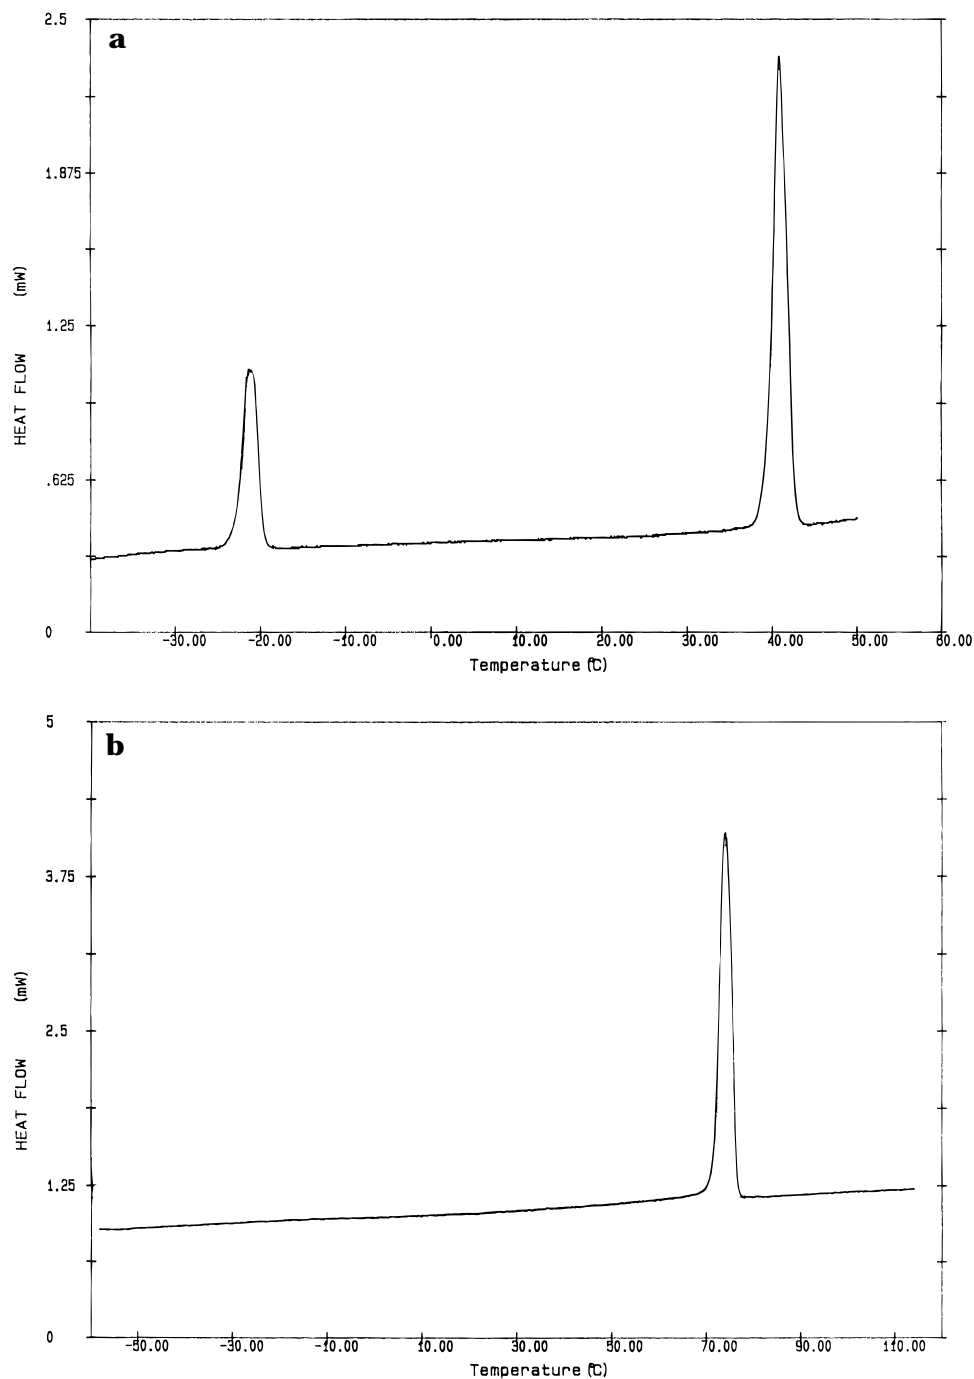 a
2.5
1.875
1.25
.625
0
HEAT FLOW (mW)
-30.00 -20.00 -10.00 0.00 10.00 20.00 30.00 40.00 50.00 60.00
Temperature (°C)
b
5
3.75
2.5
1.25
0
HEAT FLOW (mW)
-50.00 -30.00 -10.00 10.00 30.00 50.00 70.00 90.00 110.00
Temperature (°C)